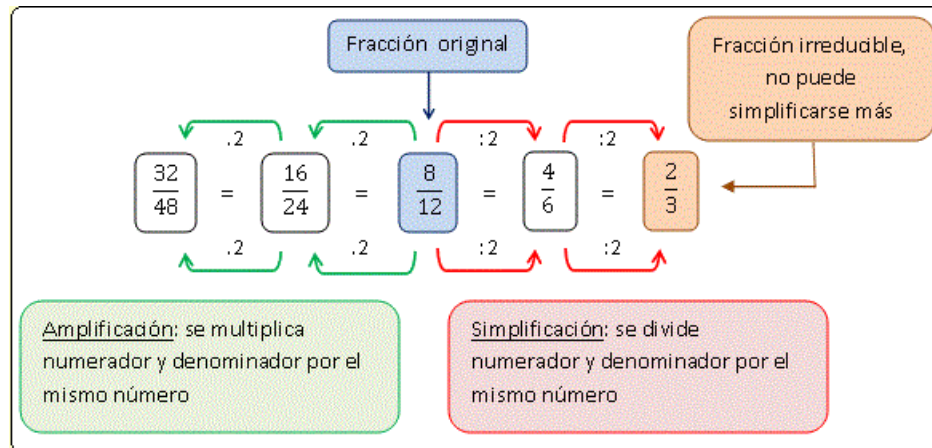 Fracción original
Fracción irreducible,
no puede
simplificarse más
.2 .2 :2 :2
32/48 = 16/24 = 8/12 = 4/6 = 2/3
.2 .2 :2 :2
Amplificación: se multiplica
numerador y denominador por el
mismo número
Simplificación: se divide
numerador y denominador por el
mismo número